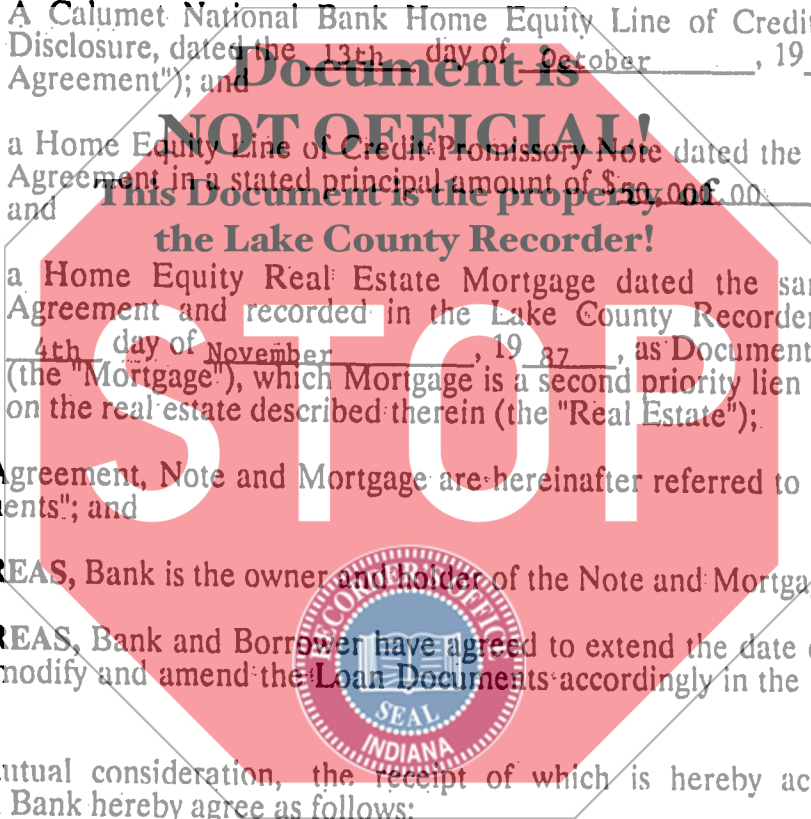 A Calumet National Bank Home Equity Line of Credit
Disclosure, dated the 13th day of October , 19
Agreement"); and
Document is
NOT OFFICIAL!
This Document is the property of
the Lake County Recorder!
a Home Equity Line of Credit Promissory Note dated the
Agreement in a stated principal amount of $ 50,000.00
and
a Home Equity Real Estate Mortgage dated the
Agreement and recorded in the Lake County Recorder
4th day of November , 19 87 , as Document
(the "Mortgage"), which Mortgage is a second priority lien
on the real estate described therein (the "Real Estate");
STOP
Agreement, Note and Mortgage are hereinafter referred to
ents"; and
REAS, Bank is the owner and holder of the Note and Mortga
REAS, Bank and Borrower have agreed to extend the date
modify and amend the Loan Documents accordingly in the
RECORDER'S OFFICE
SEAL
INDIANA
utual consideration, the receipt of which is hereby ac
Bank hereby agree as follows: